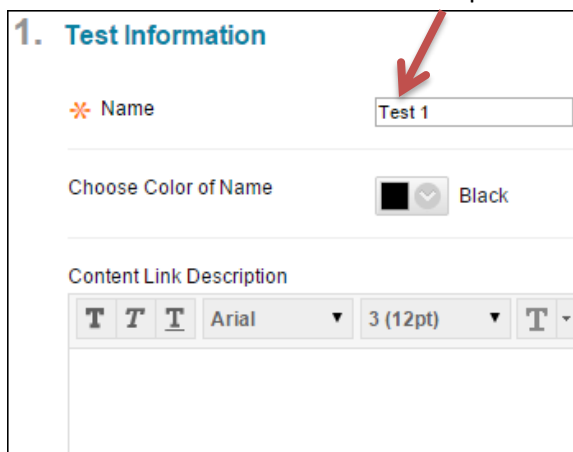 1. Test Information
Name
Test 1
Choose Color of Name
Black
Content Link Description
T T T Arial 3 (12pt) T